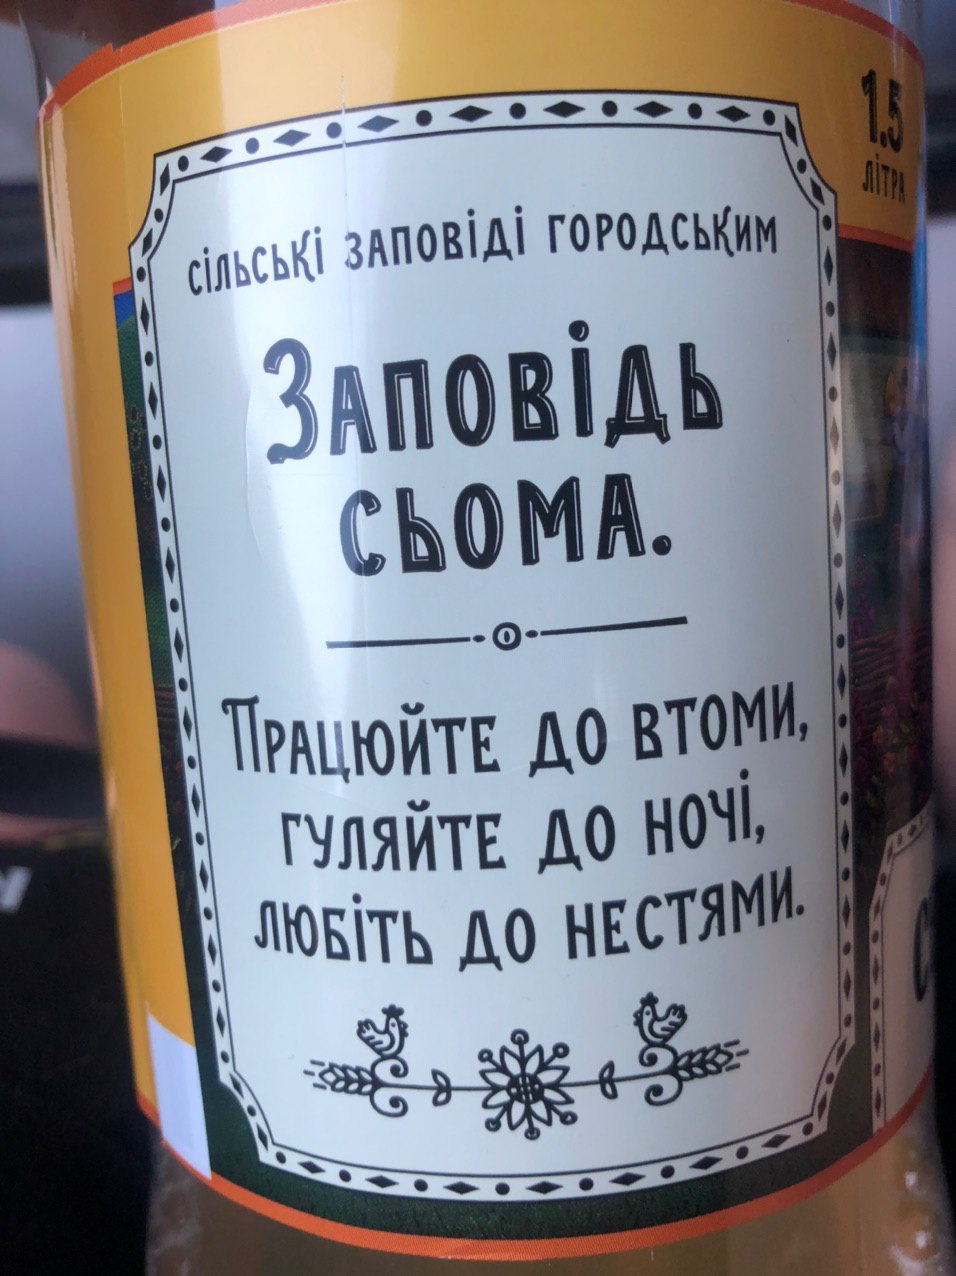 1.5
ЛІТРА
СІЛЬСЬКІ ЗАПОВІДІ ГОРОДСЬКИМ
ЗАПОВІДЬ
СЬОМА.
ПРАЦЮЙТЕ ДО ВТОМИ,
ГУЛЯЙТЕ ДО НОЧІ,
ЛЮБІТЬ ДО НЕСТЯМИ.